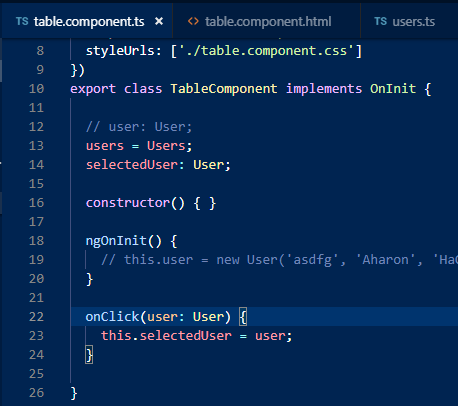 TS table.component.ts × <> table.component.html TS users.ts
8 styleUrls: ['./table.component.css']
9 })
10 export class TableComponent implements OnInit {
11
12 // user: User;
13 users = Users;
14 selectedUser: User;
15
16 constructor() { }
17
18 ngOnInit() {
19 // this.user = new User('asdfg', 'Aharon', 'HaC
20 }
21
22 onClick(user: User) {
23 this.selectedUser = user;
24 }
25
26 }